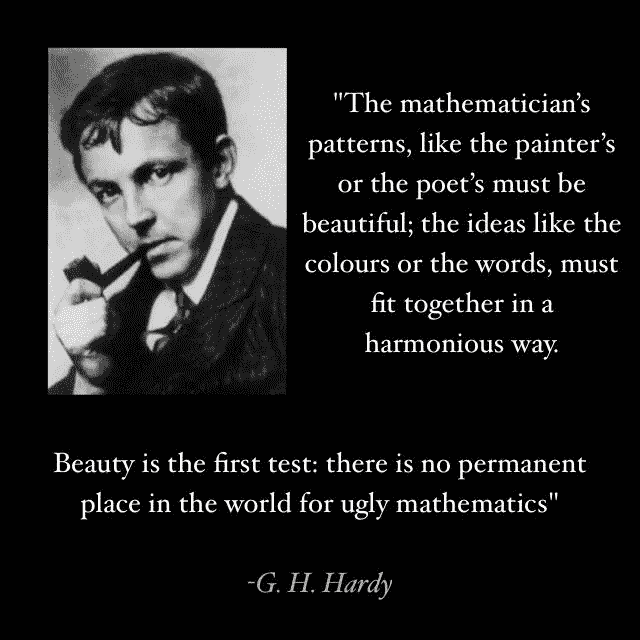 "The mathematician’s
patterns, like the painter’s
or the poet’s must be
beautiful; the ideas like the
colours or the words, must
fit together in a
harmonious way.
Beauty is the first test: there is no permanent
place in the world for ugly mathematics"
-G. H. Hardy